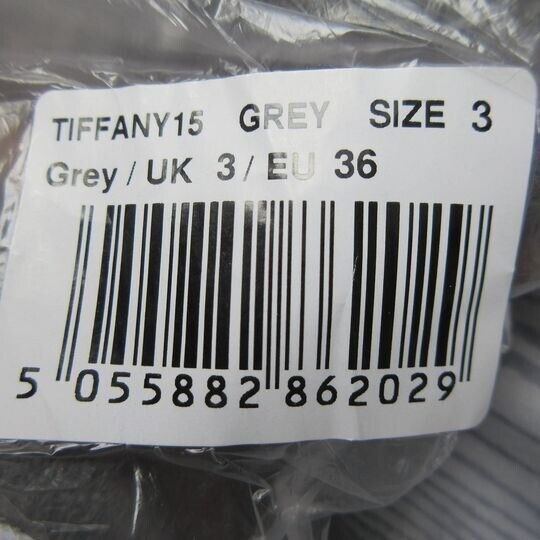 TIFFANY15 GREY SIZE 3
Grey / UK 3 / EU 36
5 055882 862029